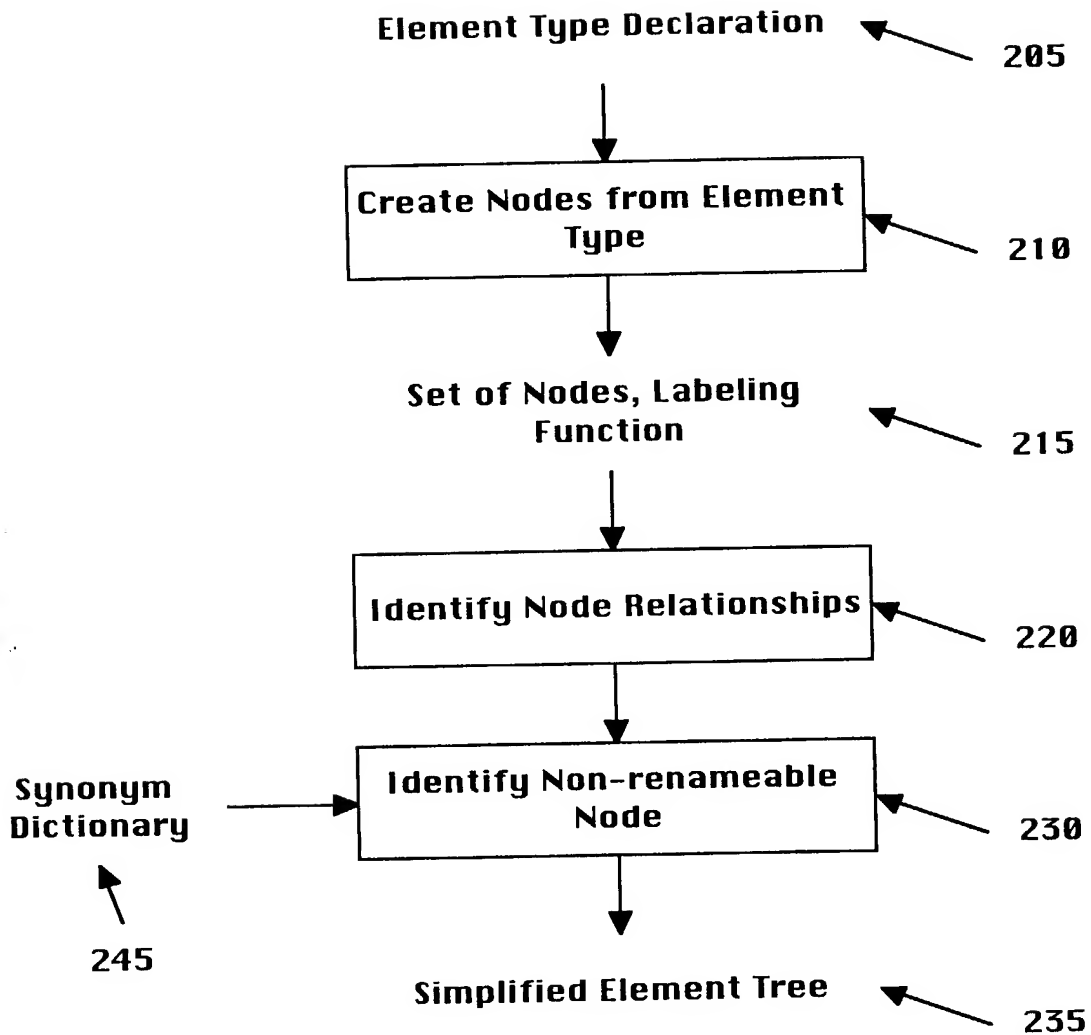 Element Type Declaration
205
Create Nodes from Element
Type
210
Set of Nodes, Labeling
Function
215
Identify Node Relationships
220
Identify Non-renameable
Node
230
Synonym
Dictionary
245
Simplified Element Tree
235